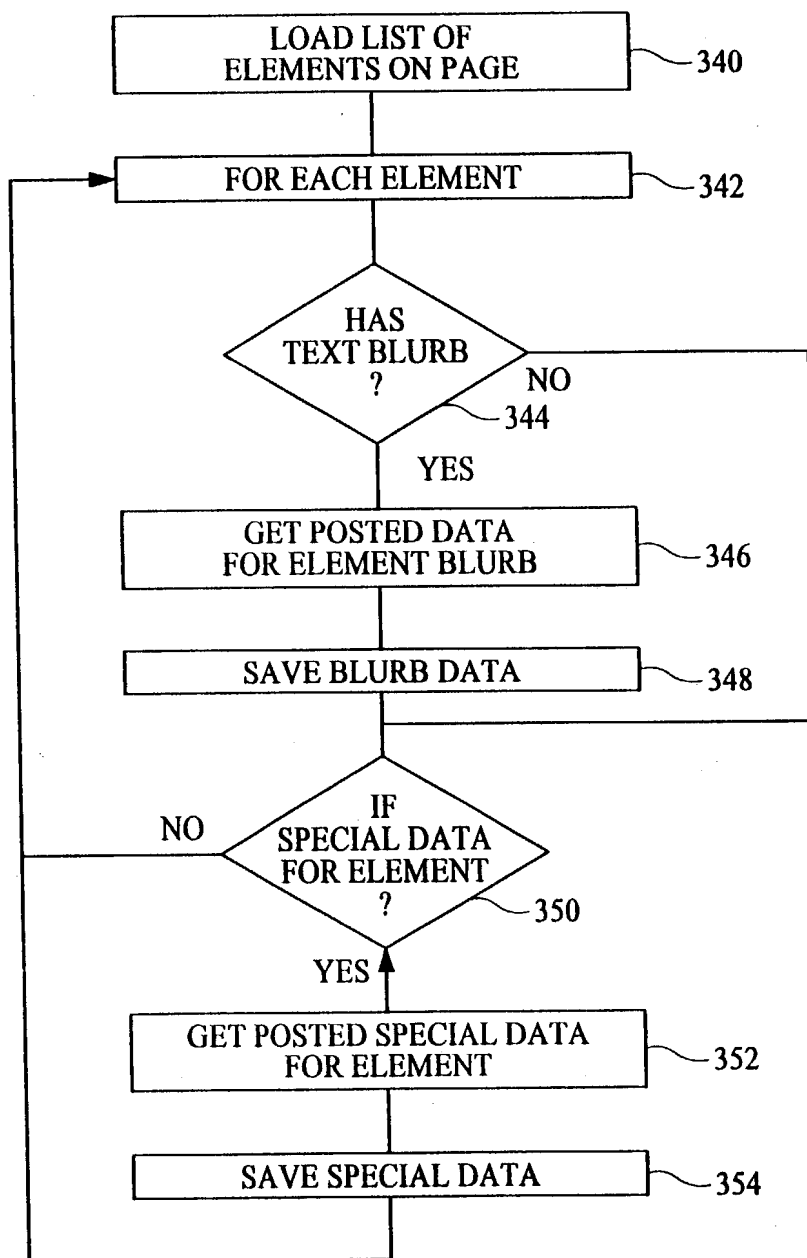 LOAD LIST OF
ELEMENTS ON PAGE
340
FOR EACH ELEMENT
342
HAS
TEXT BLURB
?
NO
344
YES
GET POSTED DATA
FOR ELEMENT BLURB
346
SAVE BLURB DATA
348
NO
IF
SPECIAL DATA
FOR ELEMENT
?
350
YES
GET POSTED SPECIAL DATA
FOR ELEMENT
352
SAVE SPECIAL DATA
354